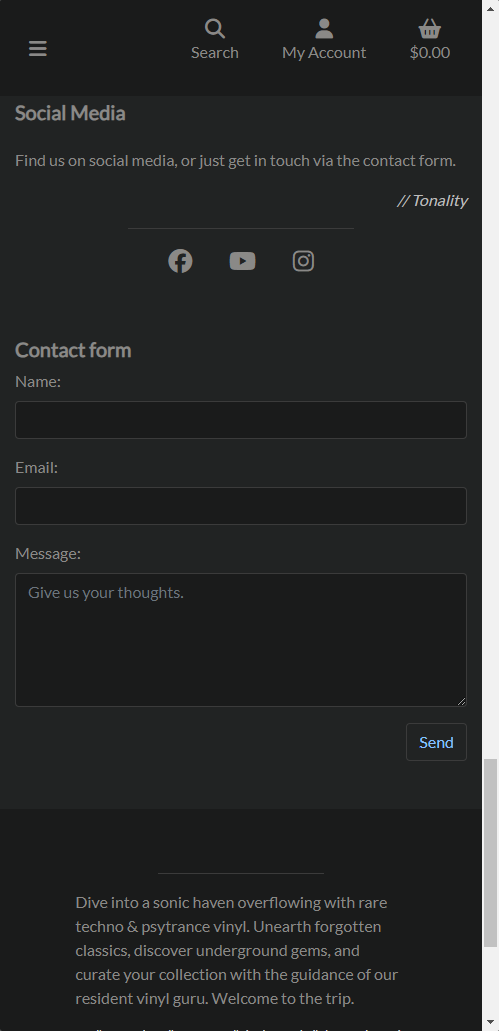 Search
My Account
$0.00
Social Media
Find us on social media, or just get in touch via the contact form.
// Tonality
Contact form
Name:
Email:
Message:
Give us your thoughts.
Send
Dive into a sonic haven overflowing with rare
techno & psytrance vinyl. Unearth forgotten
classics, discover underground gems, and
curate your collection with the guidance of our
resident vinyl guru. Welcome to the trip.